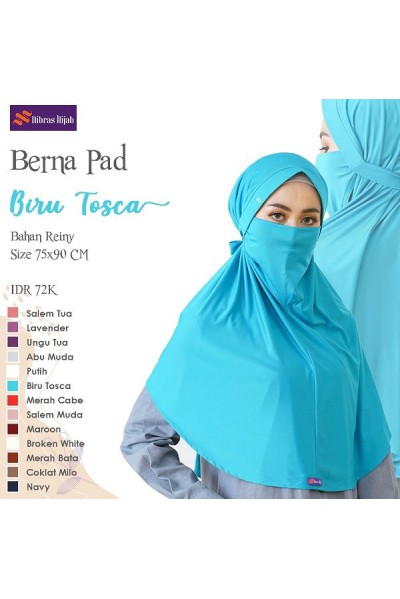 Nibras Hijab
Berna Pad
Biru Tosca
Bahan Reiny
Size 75x90 CM
IDR 72K
Salem Tua
Lavender
Ungu Tua
Abu Muda
Putih
Biru Tosca
Merah Cabe
Salem Muda
Maroon
Broken White
Merah Bata
Coklat Milo
Navy